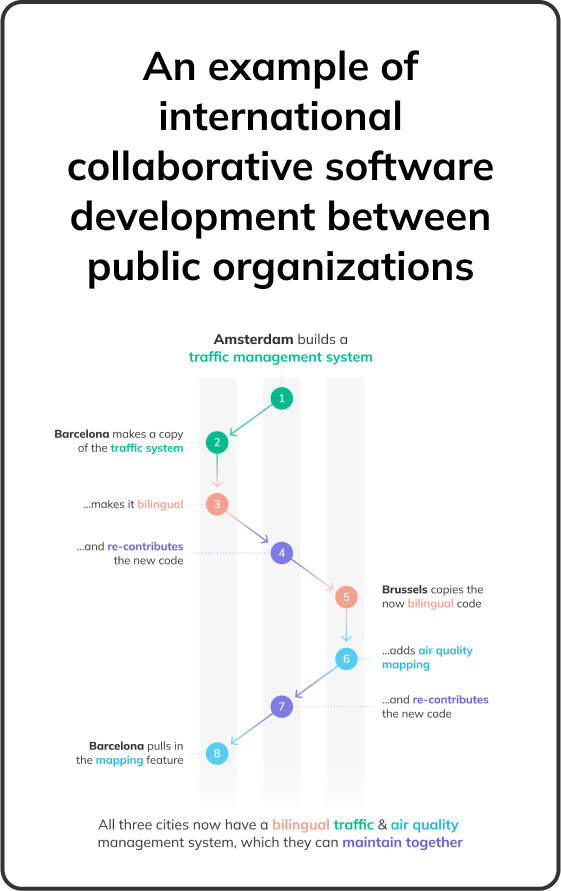 An example of
international
collaborative software
development between
public organizations
Amsterdam builds a
traffic management system
1
Barcelona makes a copy
of the traffic system
2
...makes it bilingual
3
...and re-contributes
the new code
4
5
Brussels copies the
now bilingual code
6
...adds air quality
mapping
7
...and re-contributes
the new code
Barcelona pulls in
the mapping feature
8
All three cities now have a bilingual traffic & air quality
management system, which they can maintain together